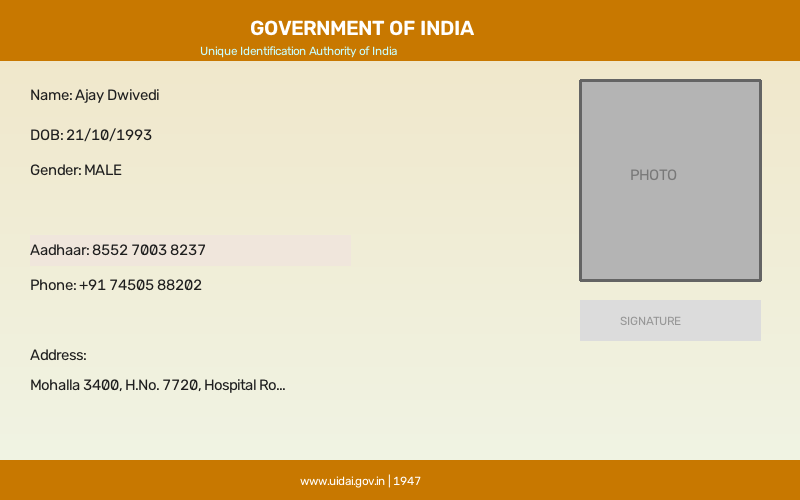 GOVERNMENT OF INDIA
Unique Identification Authority of India
Name: Ajay Dwivedi
DOB: 21/10/1993
Gender: MALE
PHOTO
Aadhaar: 8552 7003 8237
Phone: +91 74505 88202
SIGNATURE
Address:
Mohalla 3400, H.No. 7720, Hospital Ro...
www.uidai.gov.in | 1947